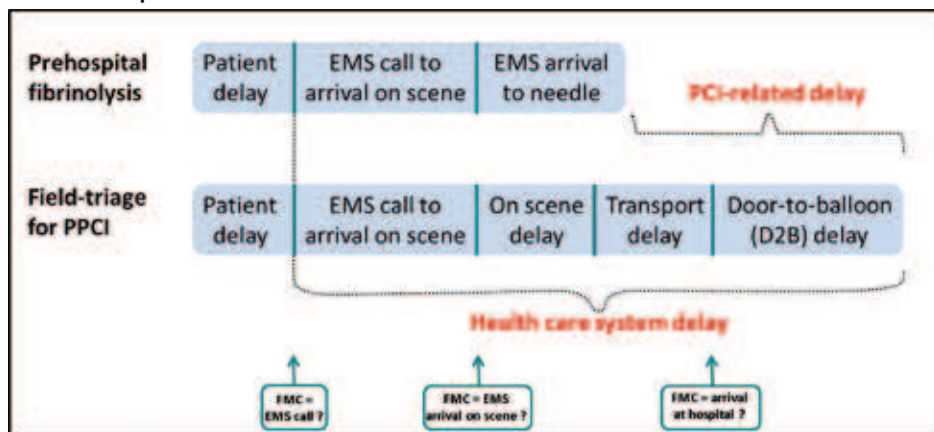 Prehospital
fibrinolysis
Patient
delay
EMS call to
arrival on scene
EMS arrival
to needle
PCI-related delay
Field-triage
for PPCI
Patient
delay
EMS call to
arrival on scene
On scene
delay
Transport
delay
Door-to-balloon
(D2B) delay
Health care system delay
FMC =
EMS call ?
FMC = EMS
arrival on scene ?
FMC = arrival
at hospital ?